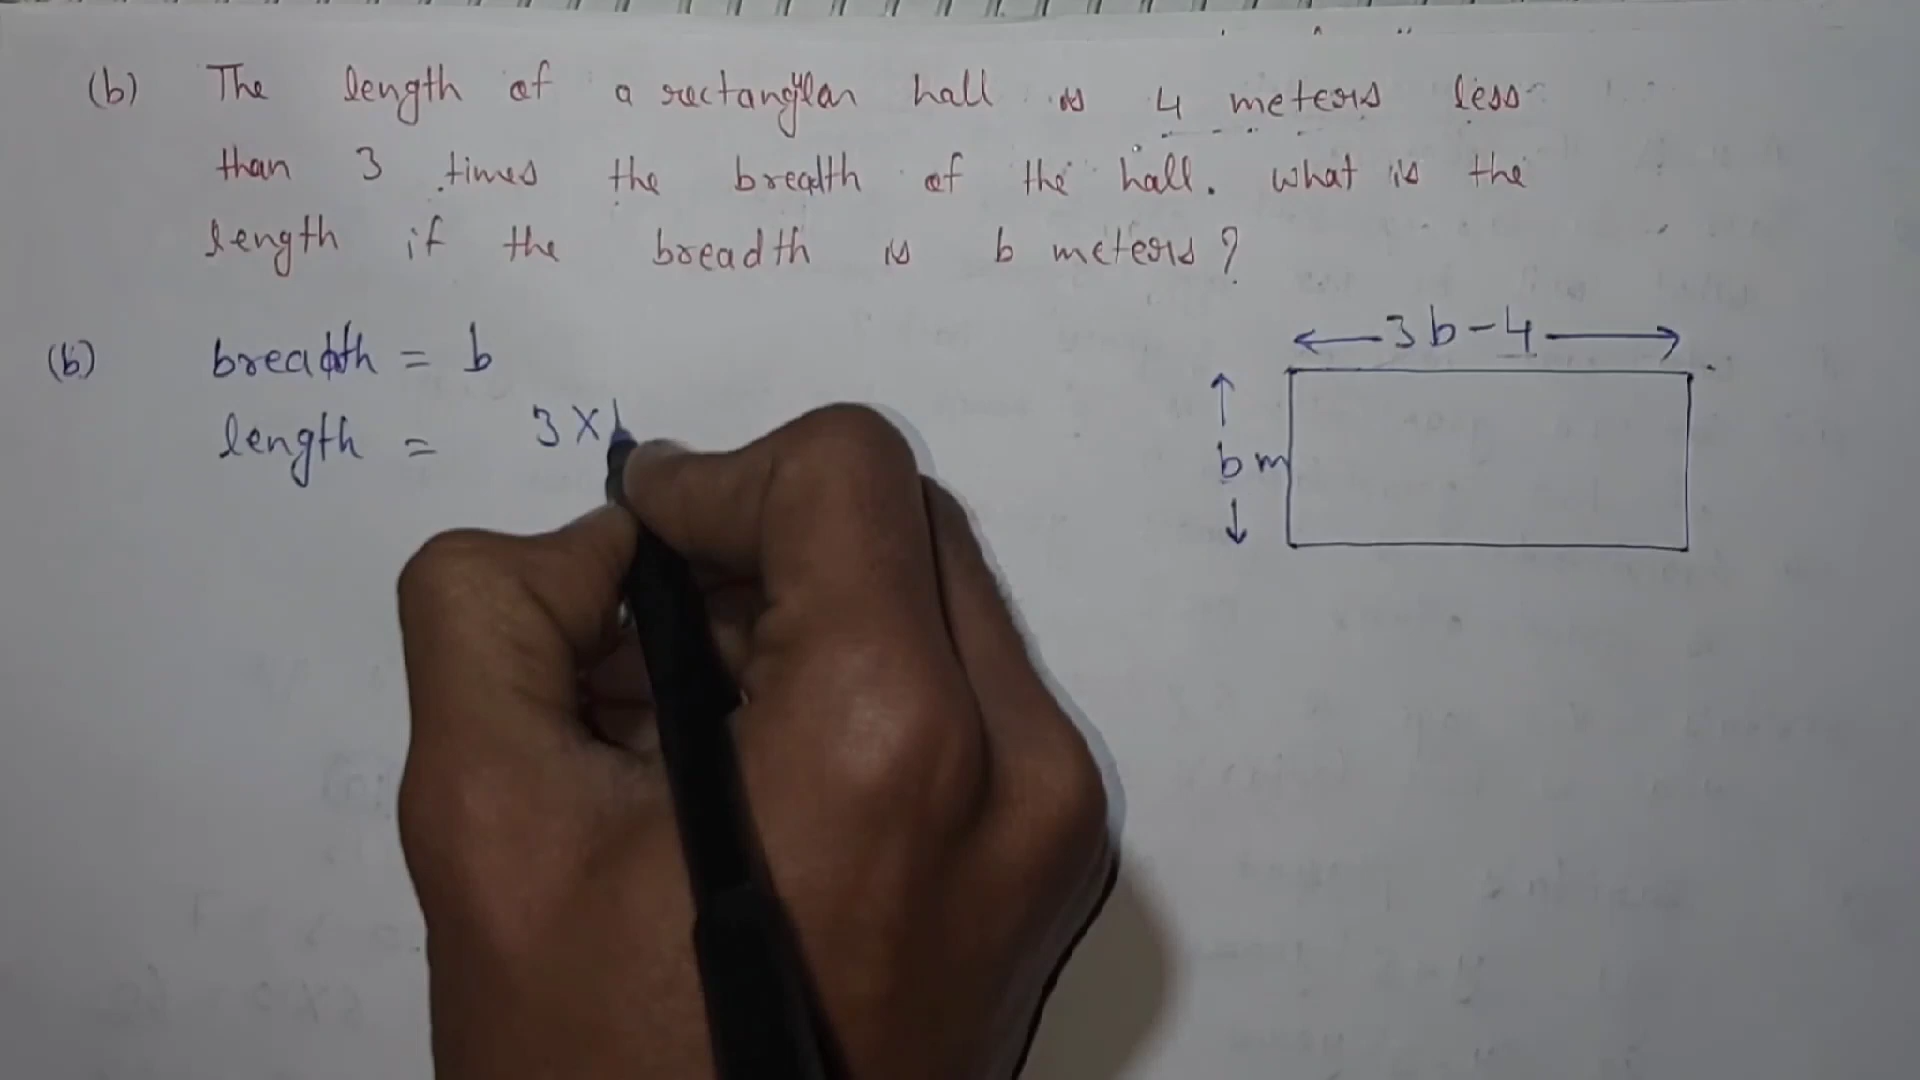 (b) The length of a rectangular hall is 4 meters less
than 3 times the breadth of the hall. What is the
length if the breadth is b meters?
(b) breadth = b
length = 3 ×
3b-4
b m